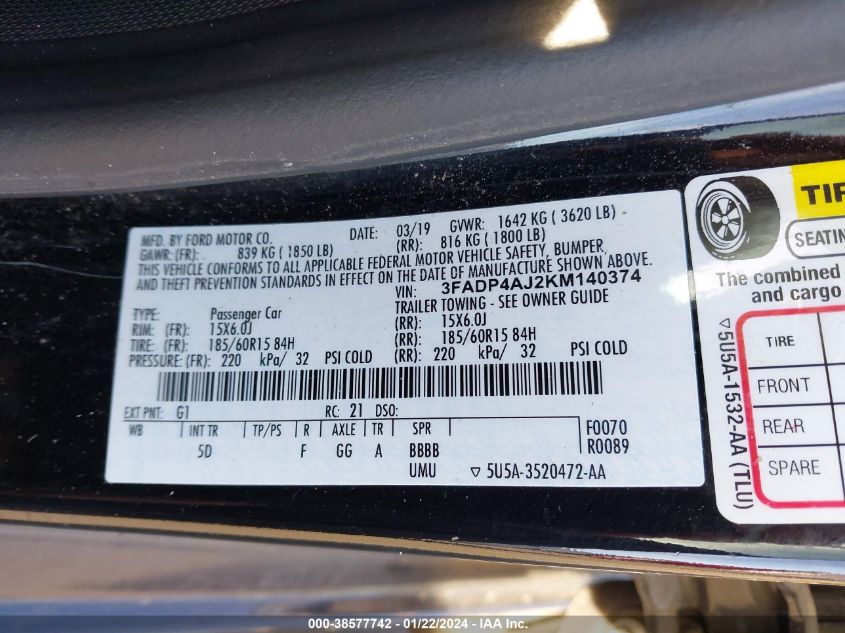 MFD. BY FORD MOTOR CO. DATE: 03/19 GVWR: 1642 KG ( 3620 LB)
GAWR: (FR): 839 KG ( 1850 LB) (RR): 816 KG ( 1800 LB)
THIS VEHICLE CONFORMS TO ALL APPLICABLE FEDERAL MOTOR VEHICLE SAFETY, BUMPER,
AND THEFT PREVENTION STANDARDS IN EFFECT ON THE DATE OF MANUFACTURE SHOWN ABOVE.
VIN: 3FADP4AJ2KM140374
TYPE: Passenger Car TRAILER TOWING - SEE OWNER GUIDE
RIM: (FR): 15X6.0J (RR): 15X6.0J
TIRE: (FR): 185/60R15 84H (RR): 185/60R15 84H
PRESSURE: (FR): 220 kPa/ 32 PSI COLD (RR): 220 kPa/ 32 PSI COLD
EXT PNT: G1 RC: 21 DSO:
WB INT TR TP/PS R AXLE TR SPR F0070
5D F GG A BBBB R0089
UMU ▽ 5U5A-3520472-AA
TIR
SEATIN
The combined
and cargo
TIRE
FRONT
REAR
SPARE
▽5U5A-1532-AA (TLU)
000-38577742 - 01/22/2024 - IAA Inc.